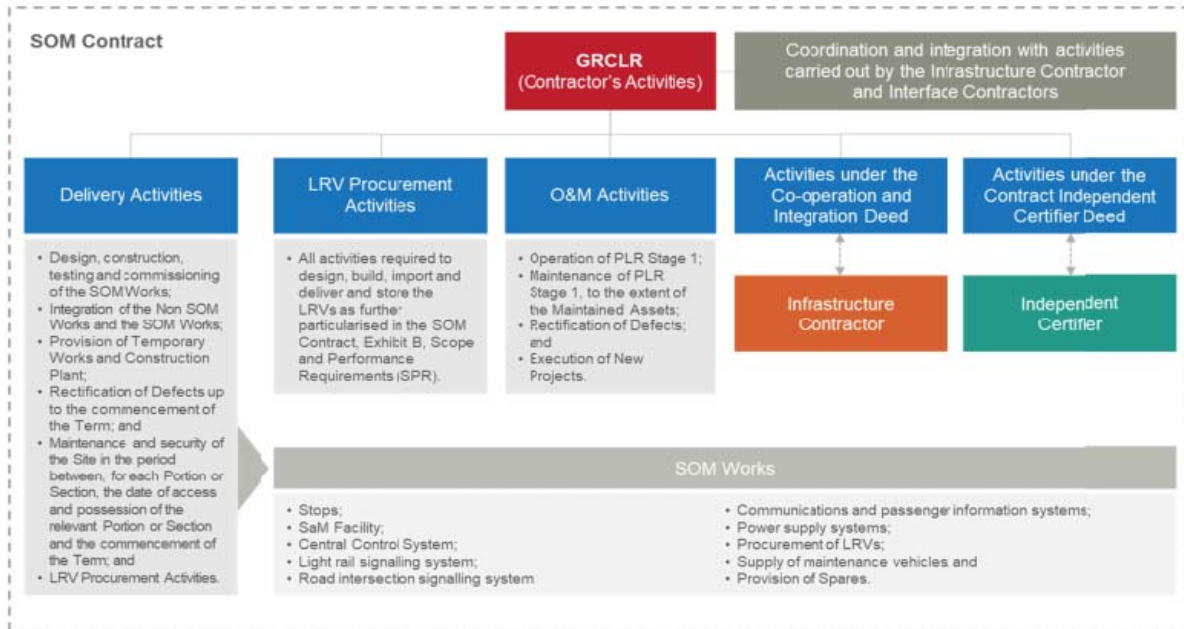 SOM Contract
GRCLR
(Contractor's Activities)
Coordination and integration with activities
carried out by the Infrastructure Contractor
and Interface Contractors
Delivery Activities
LRV Procurement
Activities
O&M Activities
Activities under the
Co-operation and
Integration Deed
Activities under the
Contract Independent
Certifier Deed
• Design, construction,
testing and commissioning
of the SOM Works;
• Integration of the Non SOM
Works and the SOM Works;
• Provision of Temporary
Works and Construction
Plant;
• Rectification of Defects up
to the commencement of
the Term; and
• Maintenance and security of
the Site in the period
between, for each Portion or
Section, the date of access
and possession of the
relevant Portion or Section
and the commencement of
the Term; and
• LRV Procurement Activities.
• All activities required to
design, build, import and
deliver and store the
LRVs as further
particularised in the SOM
Contract, Exhibit B, Scope
and Performance
Requirements (SPR).
• Operation of PLR Stage 1;
• Maintenance of PLR
Stage 1, to the extent of
the Maintained Assets;
• Rectification of Defects;
and
• Execution of New
Projects.
Infrastructure
Contractor
Independent
Certifier
SOM Works
• Stops;
• SaM Facility;
• Central Control System;
• Light rail signalling system;
• Road intersection signalling system
• Communications and passenger information systems;
• Power supply systems;
• Procurement of LRVs;
• Supply of maintenance vehicles; and
• Provision of Spares.